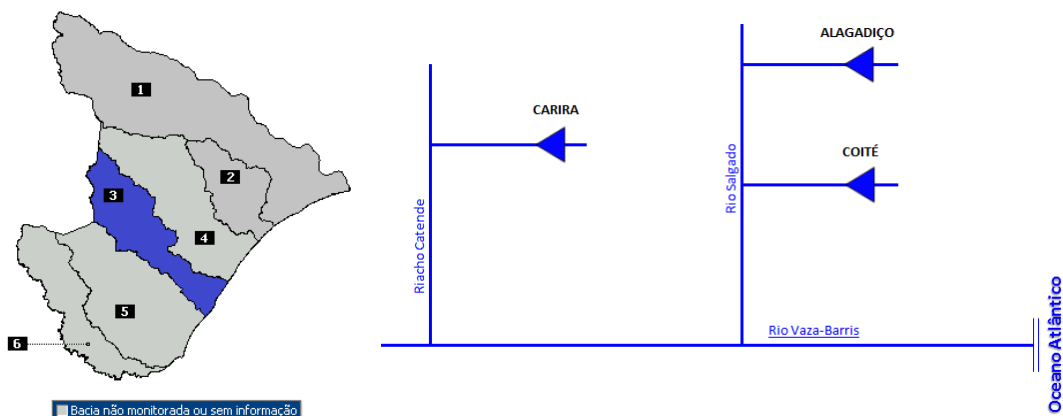 1
2
3
4
5
6
Bacia não monitorada ou sem informação
ALAGADIÇO
CARIRA
COITÉ
Riacho Catende
Rio Salgado
Rio Vaza-Barris
Oceano Atlântico